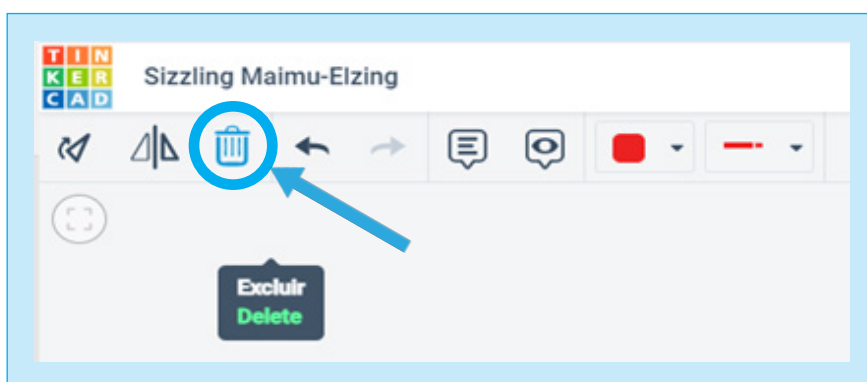 TIN
KER
CAD
Sizzling Maimu-Elzing
Excluir
Delete